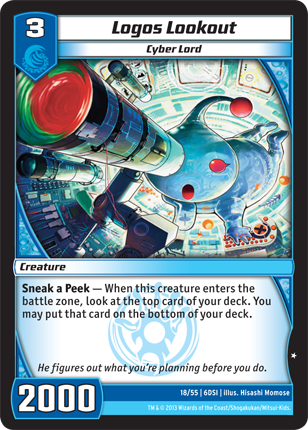 3
Logos Lookout
Cyber Lord
Creature
Sneak a Peek — When this creature enters the
battle zone, look at the top card of your deck. You
may put that card on the bottom of your deck.
He figures out what you're planning before you do.
2000
18/55 | 6DSI | illus. Hisashi Momose
TM & © 2013 Wizards of the Coast/Shogakukan/Mitsui-Kids.